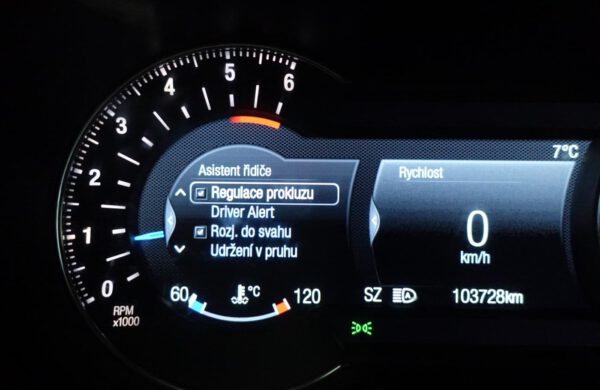 6
5
4
3
2
1
0
RPM
x1000
Asistent řidiče
Regulace prokluzu
Driver Alert
Rozj. do svahu
Udržení v pruhu
60 °C 120
7°C
Rychlost
0
km/h
SZ A 103728km